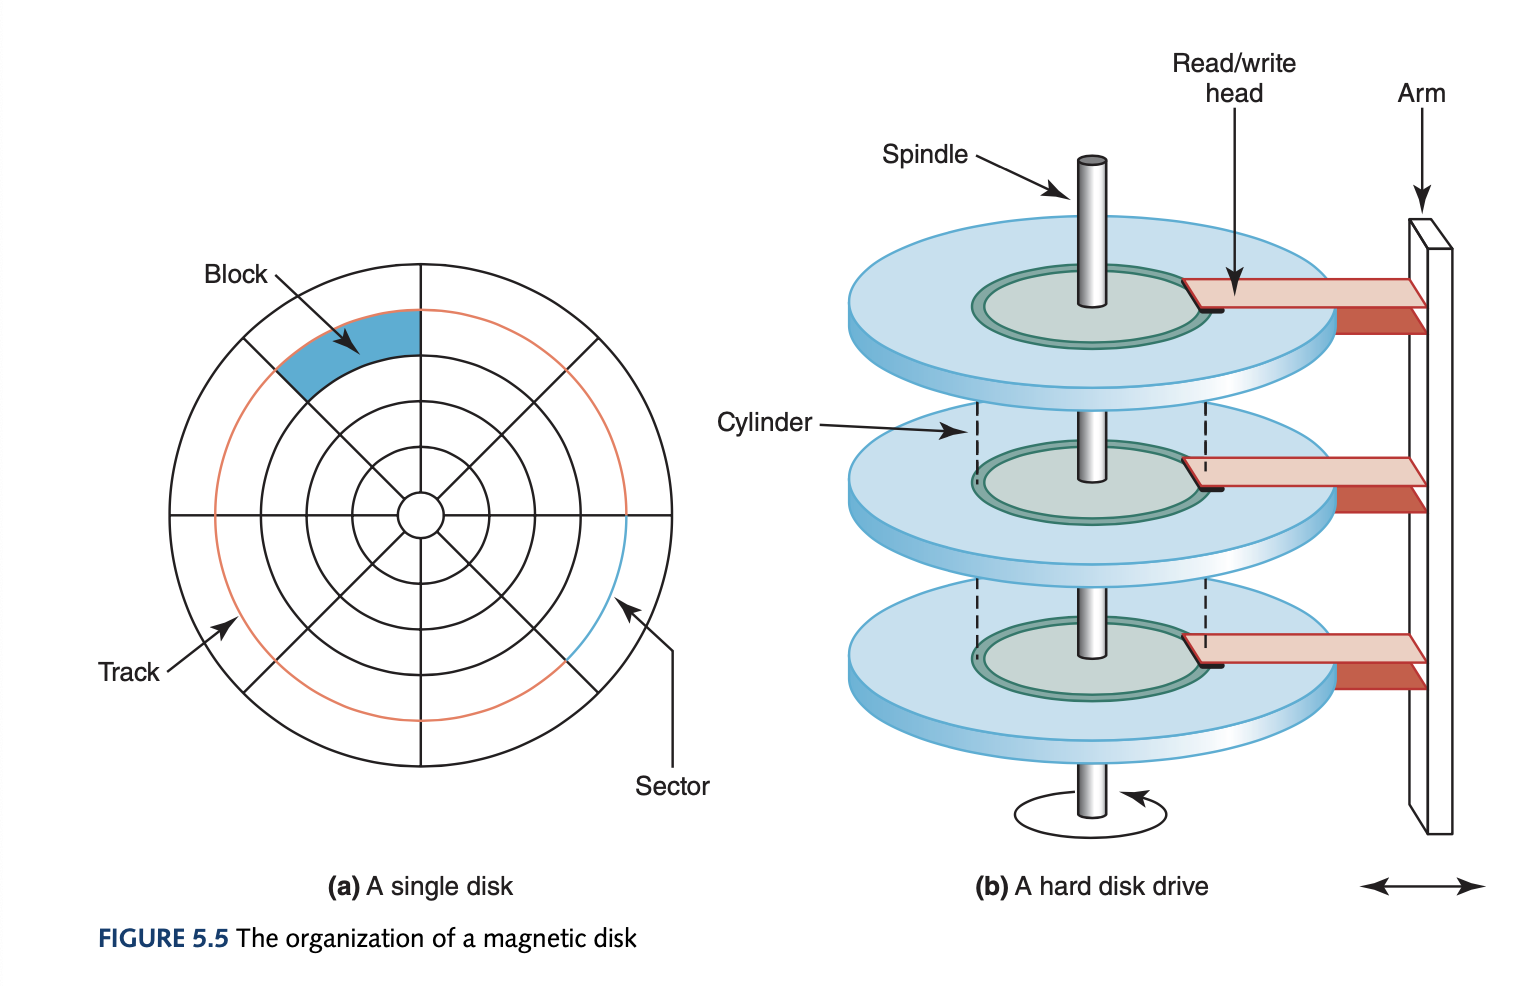 Block
Track
Sector
(a) A single disk
Read/write
head
Arm
Spindle
Cylinder
(b) A hard disk drive
FIGURE 5.5 The organization of a magnetic disk